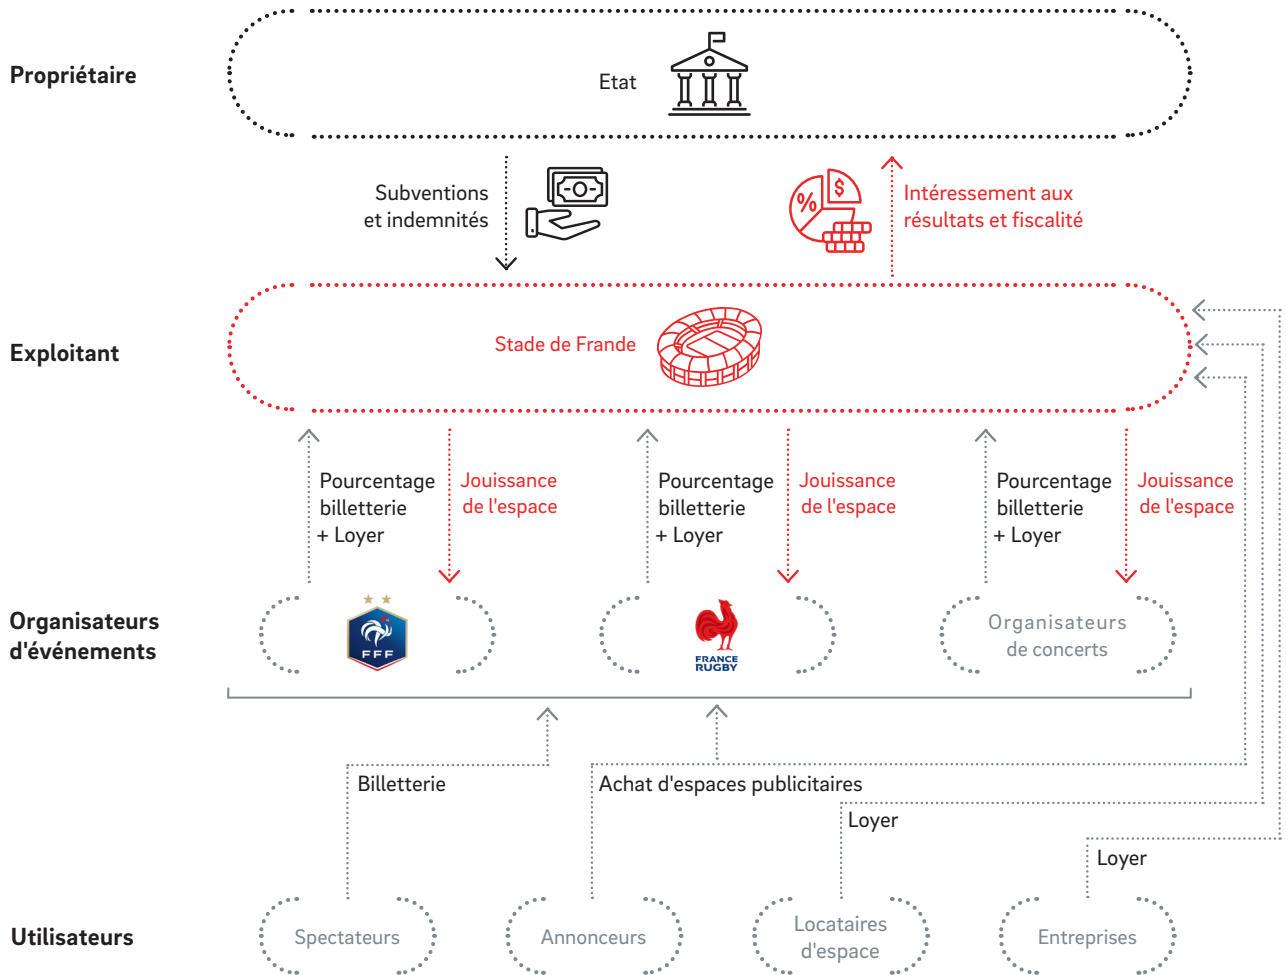 Propriétaire
Etat
Subventions
et indemnités
% $
Intéressement aux
résultats et fiscalité
Exploitant
Stade de Frande
Pourcentage
billetterie
+ Loyer
Jouissance
de l'espace
Pourcentage
billetterie
+ Loyer
Jouissance
de l'espace
Pourcentage
billetterie
+ Loyer
Jouissance
de l'espace
Organisateurs
d'événements
FFF
FRANCE
RUGBY
Organisateurs
de concerts
Billetterie
Achat d'espaces publicitaires
Loyer
Loyer
Utilisateurs
Spectateurs
Annonceurs
Locataires
d'espace
Entreprises